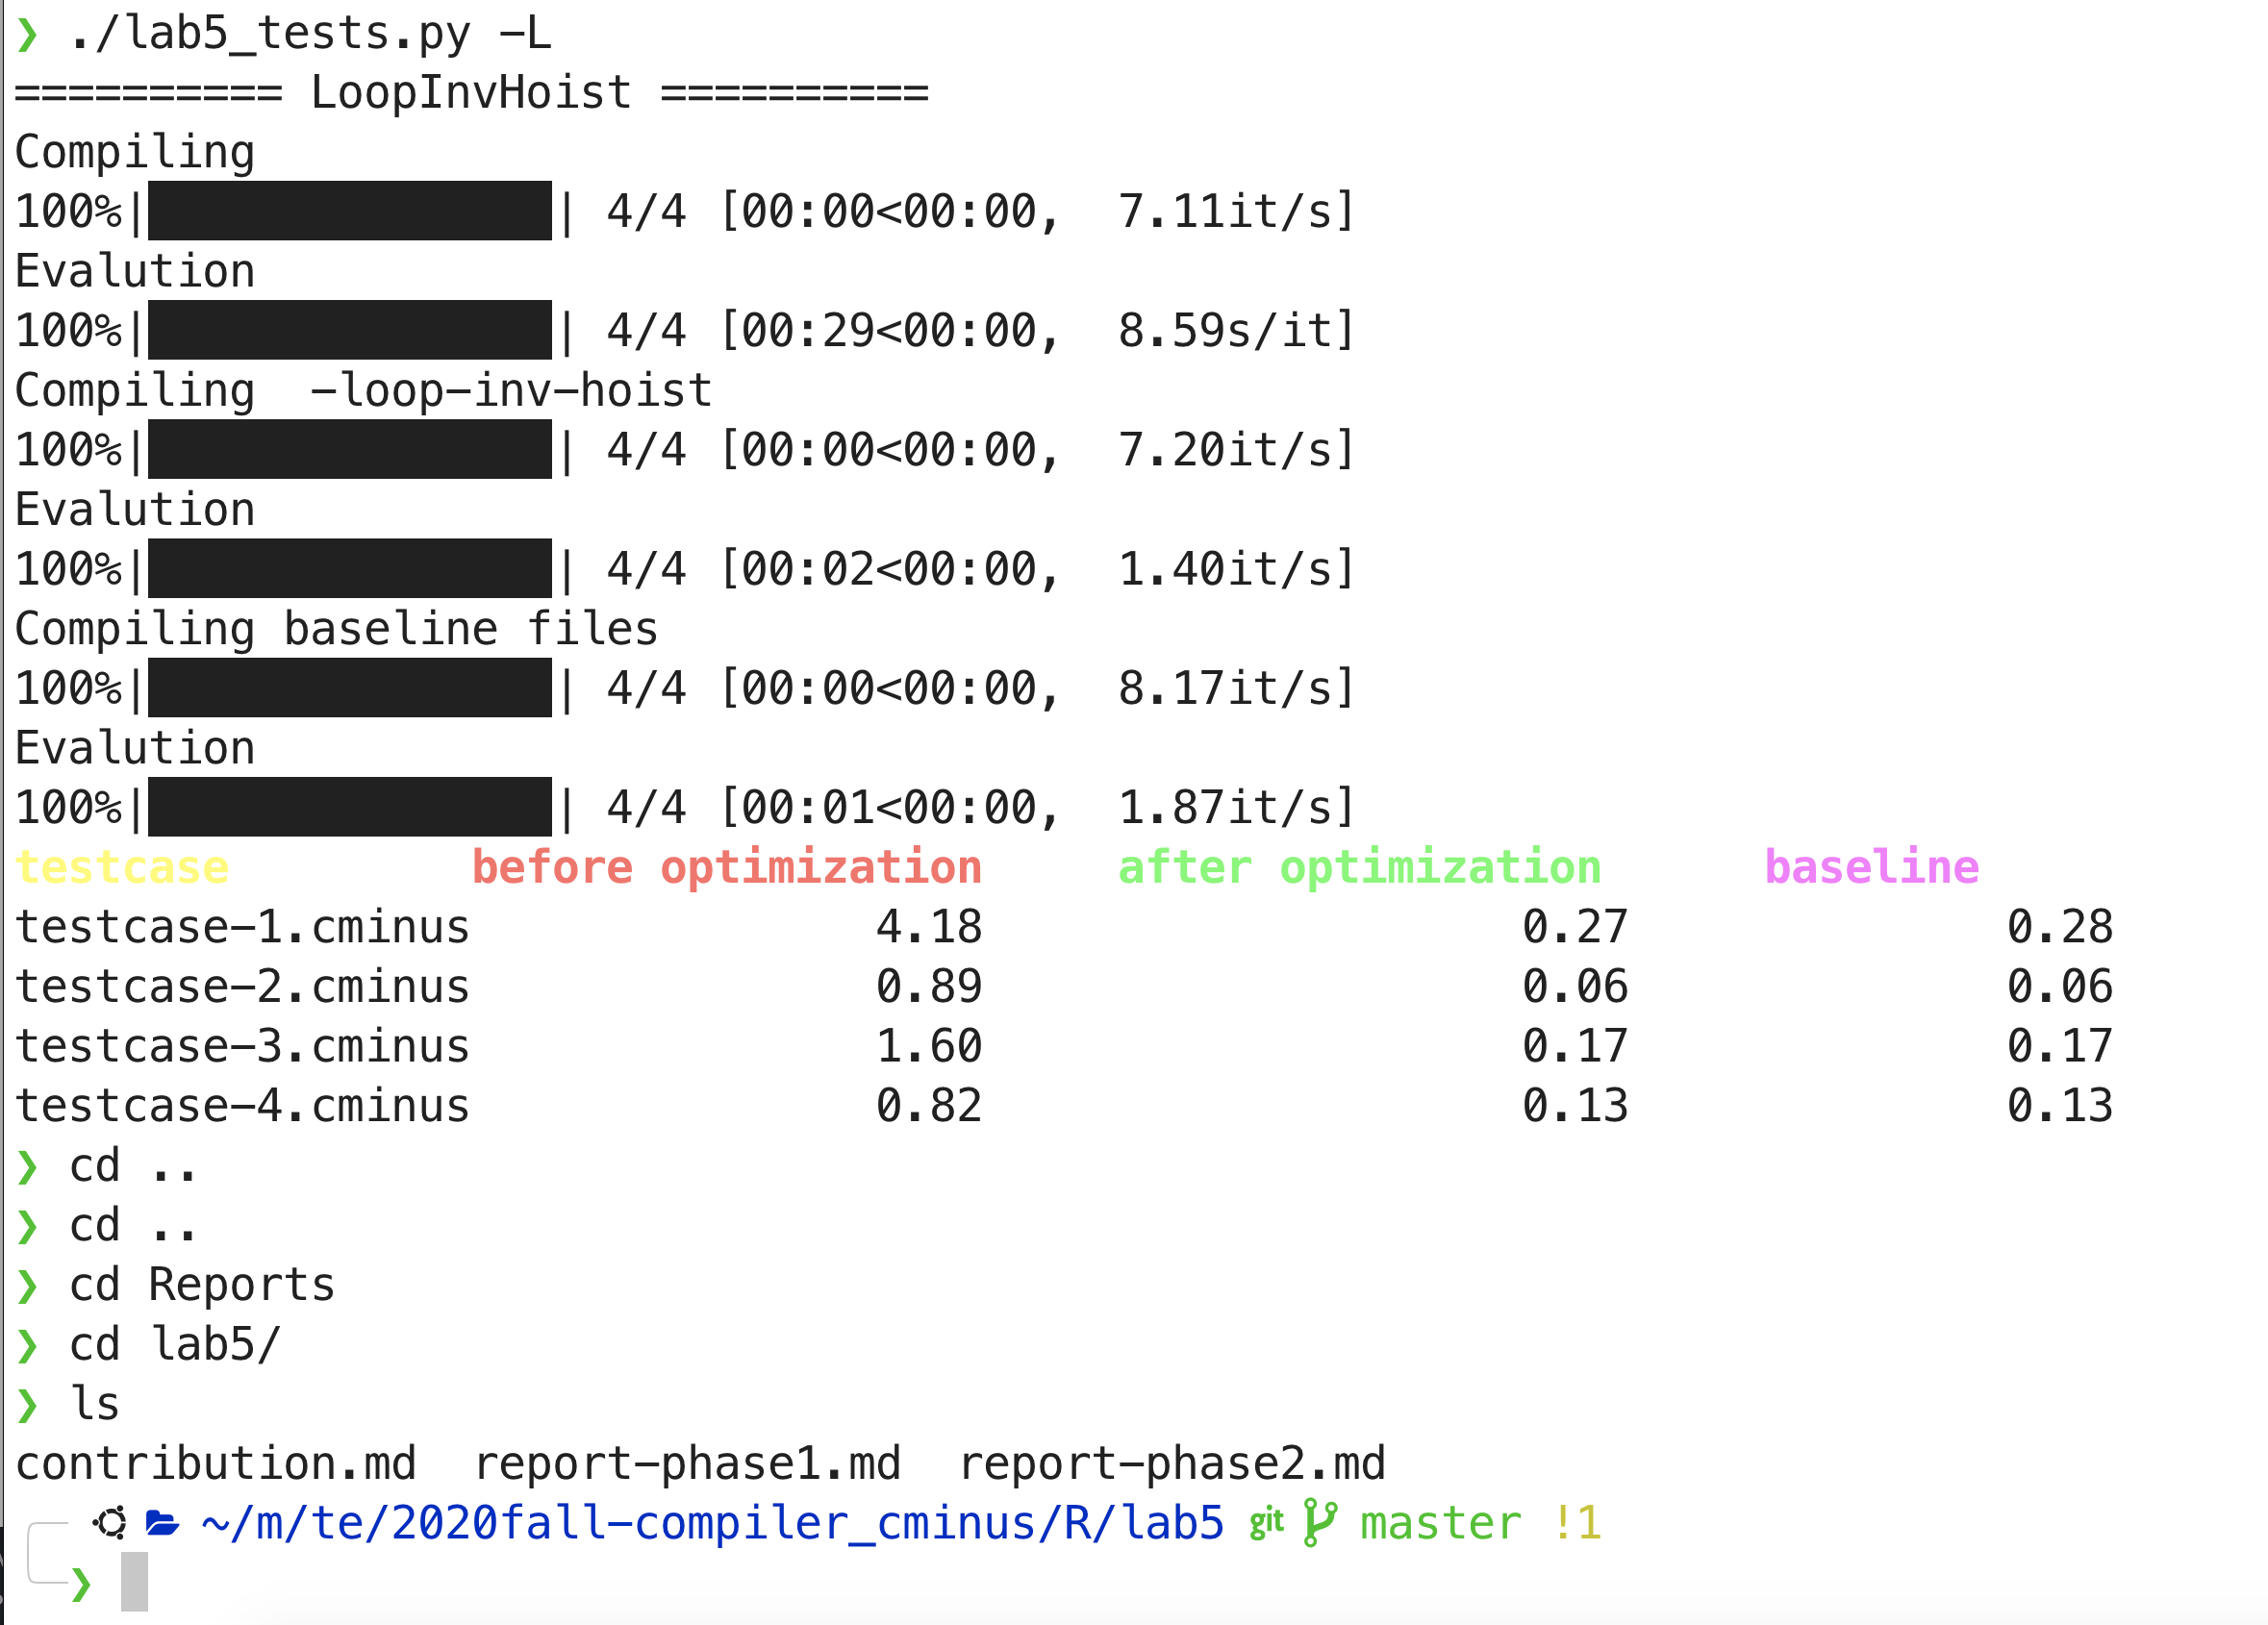 ❯ ./lab5_tests.py -L
========== LoopInvHoist ==========
Compiling
100%|██████████| 4/4 [00:00<00:00,  7.11it/s]
Evalution
100%|██████████| 4/4 [00:29<00:00,  8.59s/it]
Compiling  -loop-inv-hoist
100%|██████████| 4/4 [00:00<00:00,  7.20it/s]
Evalution
100%|██████████| 4/4 [00:02<00:00,  1.40it/s]
Compiling baseline files
100%|██████████| 4/4 [00:00<00:00,  8.17it/s]
Evalution
100%|██████████| 4/4 [00:01<00:00,  1.87it/s]
testcase before optimization after optimization baseline
testcase-1.cminus 4.18 0.27 0.28
testcase-2.cminus 0.89 0.06 0.06
testcase-3.cminus 1.60 0.17 0.17
testcase-4.cminus 0.82 0.13 0.13
❯ cd ..
❯ cd ..
❯ cd Reports
❯ cd lab5/
❯ ls
contribution.md  report-phase1.md  report-phase2.md
~/m/te/2020fall-compiler_cminus/R/lab5 git master !1
❯